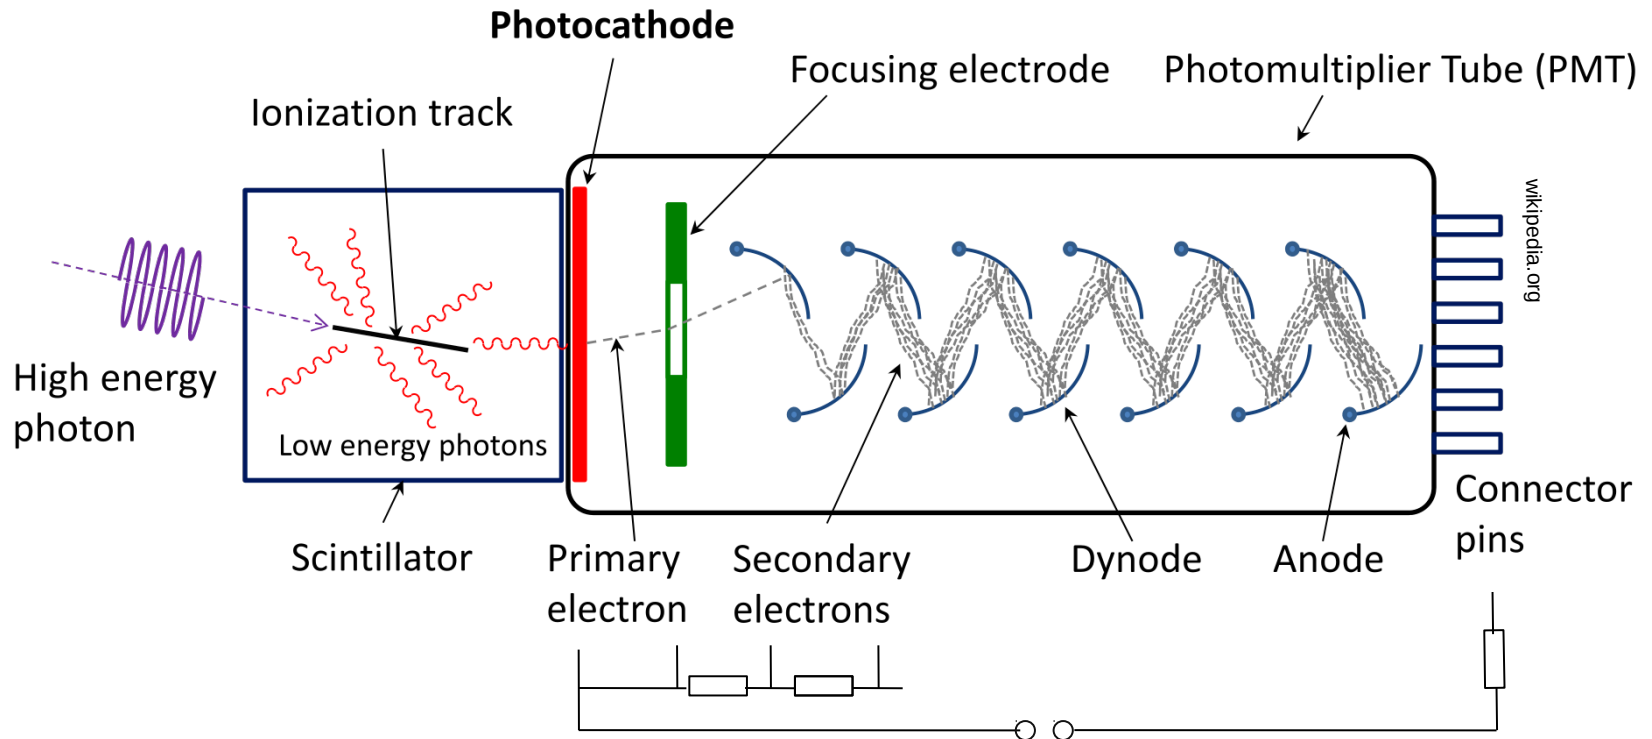 Photocathode
Focusing electrode
Photomultiplier Tube (PMT)
Ionization track
wikipedia.org
High energy
photon
Low energy photons
Connector
pins
Scintillator
Primary
electron
Secondary
electrons
Dynode
Anode